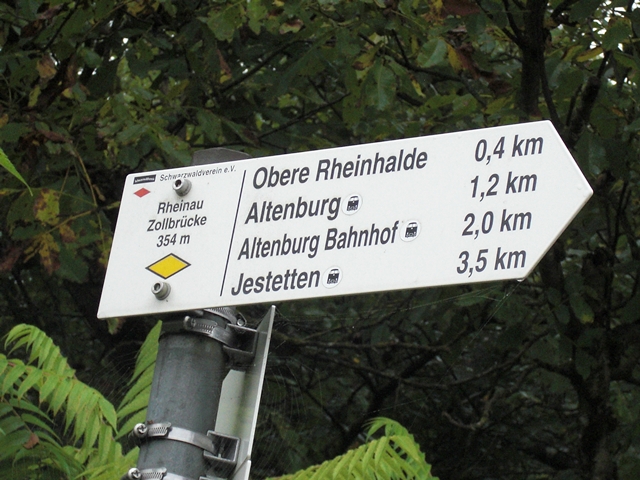 Schwarzwaldverein e.V.
Rheinau
Zollbrücke
354 m
Obere Rheinhalde 0,4 km
Altenburg 1,2 km
Altenburg Bahnhof 2,0 km
Jestetten 3,5 km